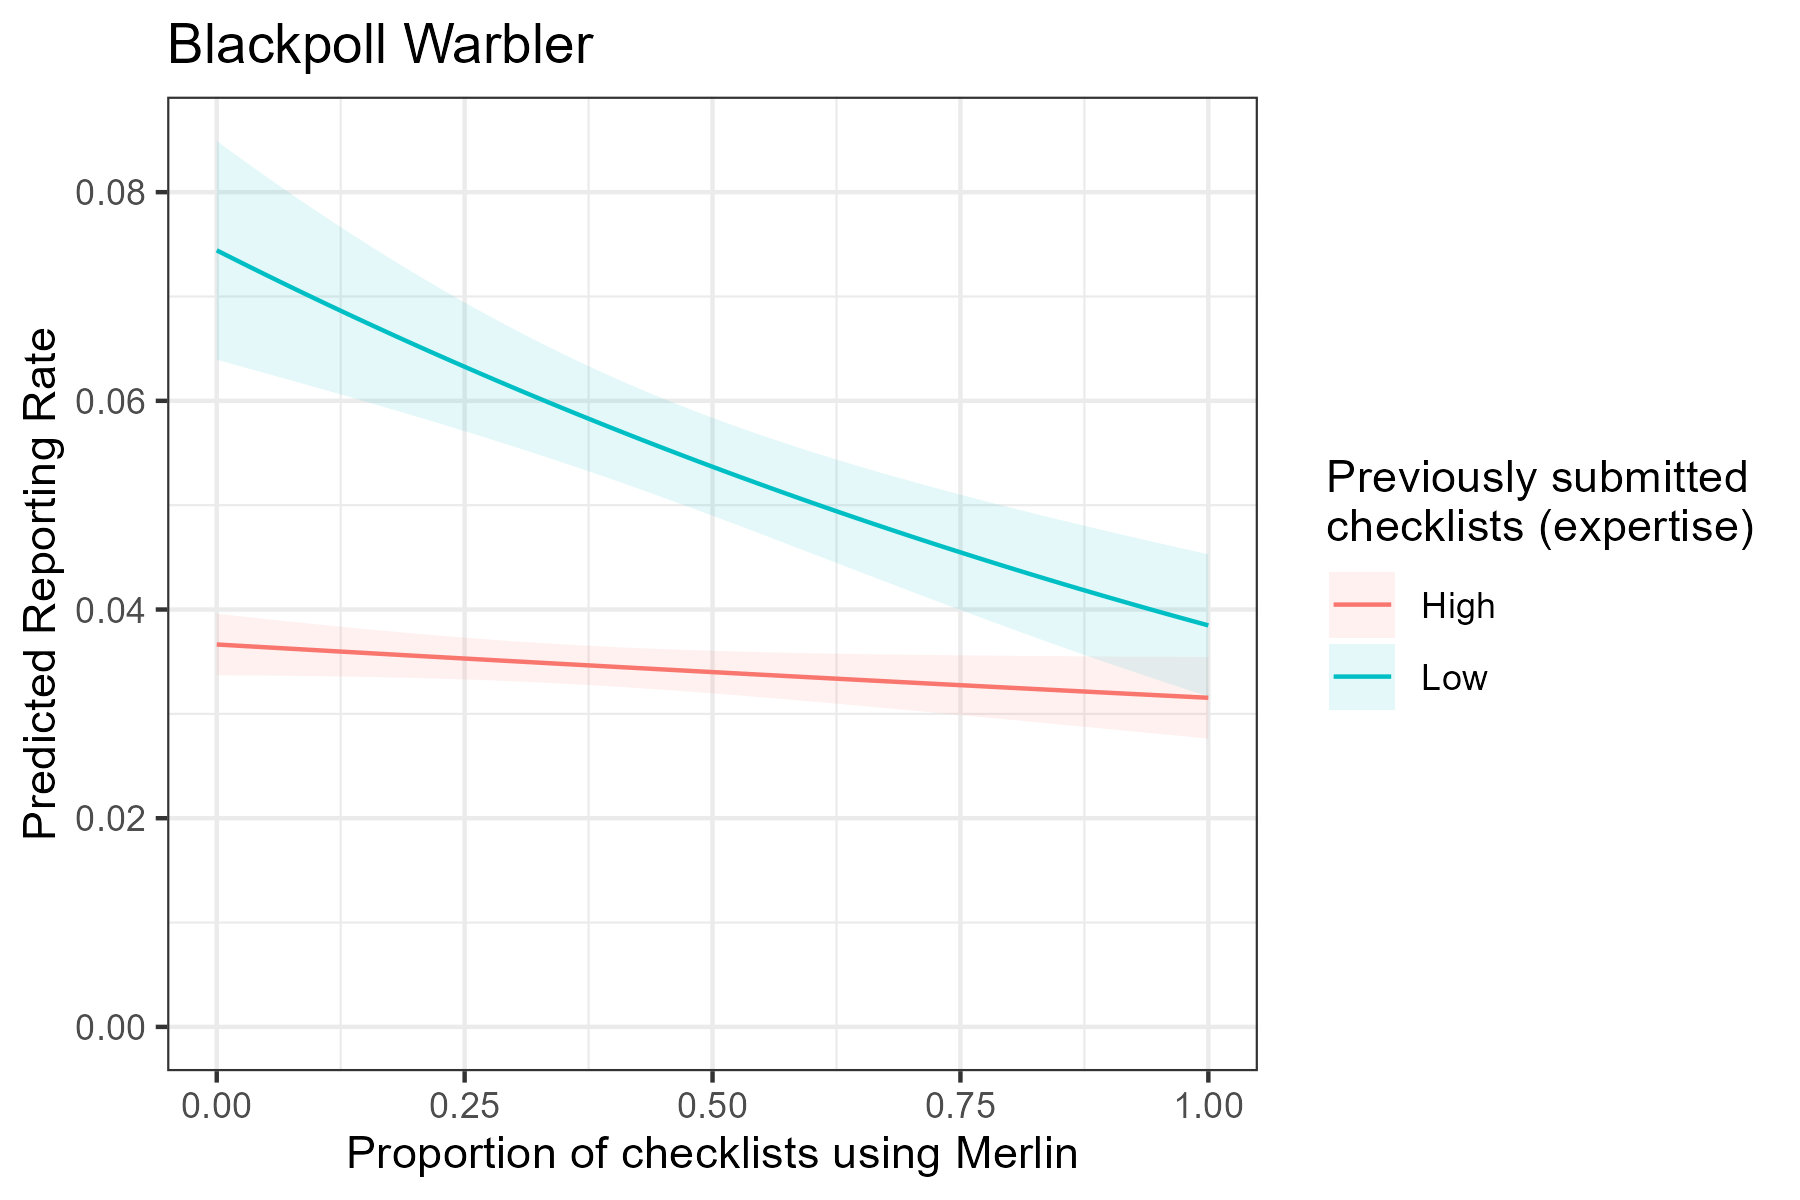 Blackpoll Warbler
Predicted Reporting Rate
0.08
0.06
0.04
0.02
0.00
0.00 0.25 0.50 0.75 1.00
Proportion of checklists using Merlin
Previously submitted
checklists (expertise)
High
Low